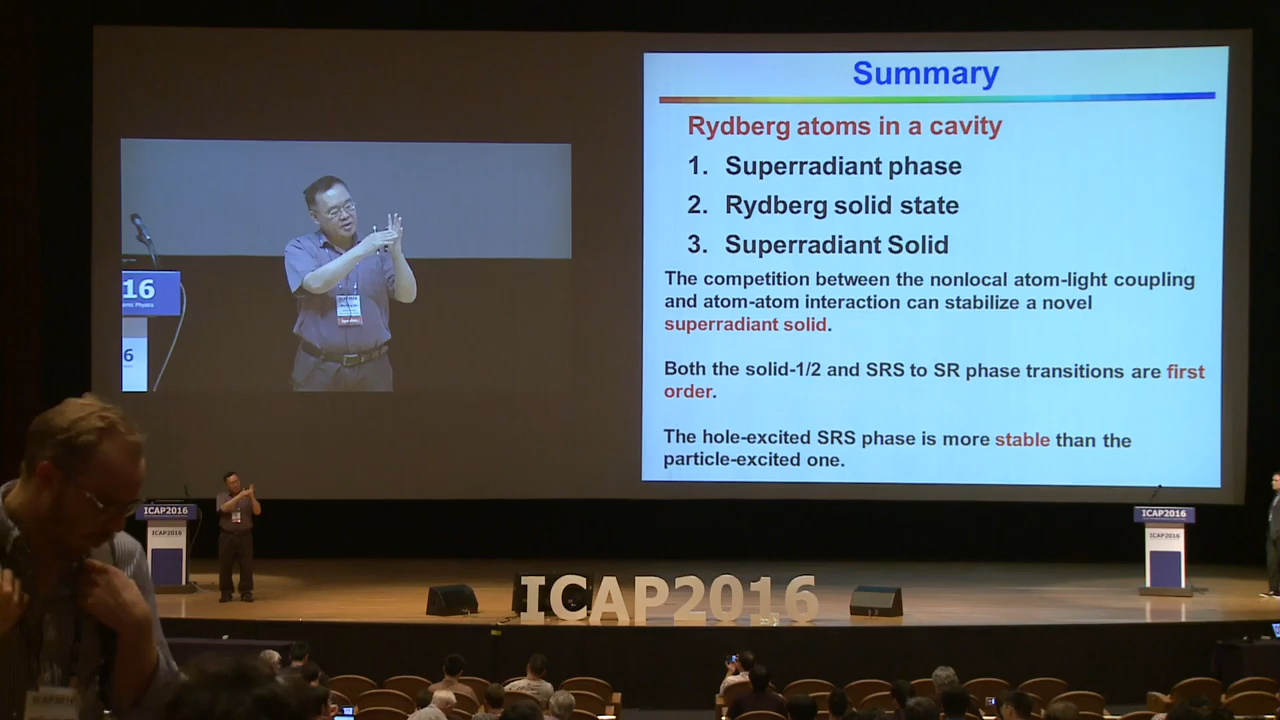 Summary
Rydberg atoms in a cavity
1. Superradiant phase
2. Rydberg solid state
3. Superradiant Solid
The competition between the nonlocal atom-light coupling
and atom-atom interaction can stabilize a novel
superradiant solid.
Both the solid-1/2 and SRS to SR phase transitions are first
order.
The hole-excited SRS phase is more stable than the
particle-excited one.
16
6
ICAP2016
ICAP2016
ICAP2016
ICAP2016
ICAP2016
ICAP2016